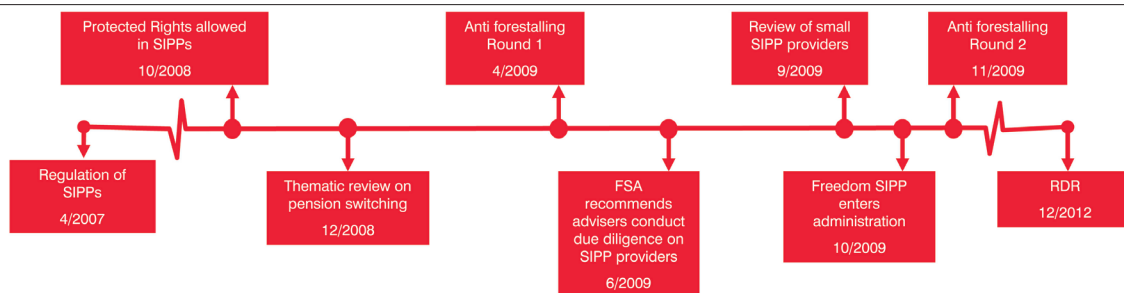 Protected Rights allowed
in SIPPs
10/2008
Anti forestalling
Round 1
4/2009
Review of small
SIPP providers
9/2009
Anti forestalling
Round 2
11/2009
Regulation of
SIPPs
4/2007
Thematic review on
pension switching
12/2008
FSA
recommends
advisers conduct
due diligence on
SIPP providers
6/2009
Freedom SIPP
enters
administration
10/2009
RDR
12/2012